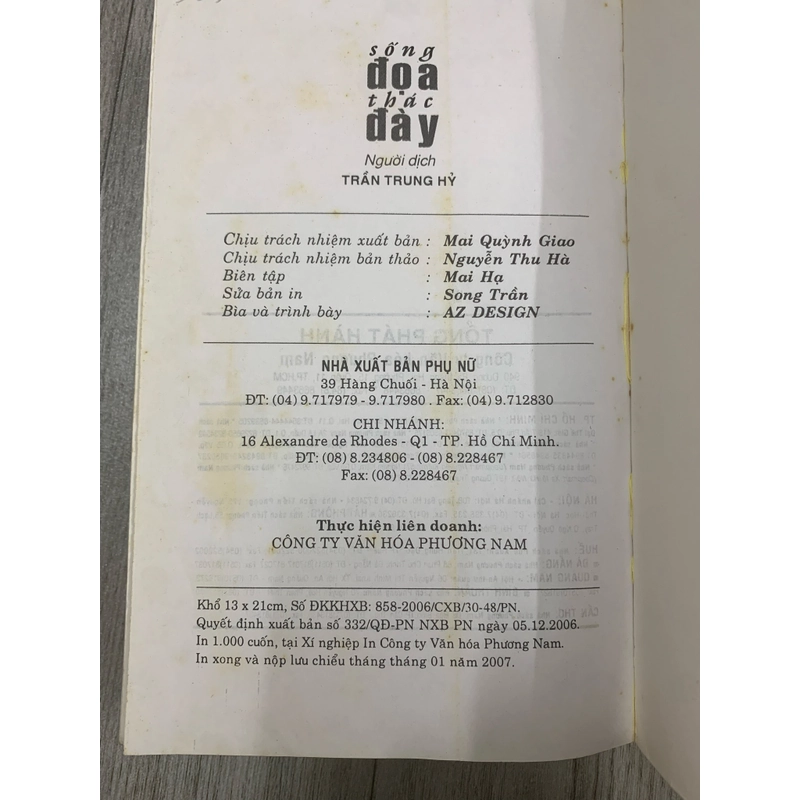 sống
đọa
thác
đày
Người dịch
TRẦN TRUNG HỶ
Chịu trách nhiệm xuất bản : Mai Quỳnh Giao
Chịu trách nhiệm bản thảo : Nguyễn Thu Hà
Biên tập : Mai Hạ
Sửa bản in : Song Trần
Bìa và trình bày : AZ DESIGN
NHÀ XUẤT BẢN PHỤ NỮ
39 Hàng Chuối - Hà Nội
ĐT: (04) 9.717979 - 9.717980 . Fax: (04) 9.712830
CHI NHÁNH:
16 Alexandre de Rhodes - Q1 - TP. Hồ Chí Minh.
ĐT: (08) 8.234806 - (08) 8.228467
Fax: (08) 8.228467
Thực hiện liên doanh:
CÔNG TY VĂN HÓA PHƯƠNG NAM
Khổ 13 x 21cm, Số ĐKKHXB: 858-2006/CXB/30-48/PN.
Quyết định xuất bản số 332/QĐ-PN NXB PN ngày 05.12.2006.
In 1.000 cuốn, tại Xí nghiệp In Công ty Văn hóa Phương Nam.
In xong và nộp lưu chiểu tháng tháng 01 năm 2007.